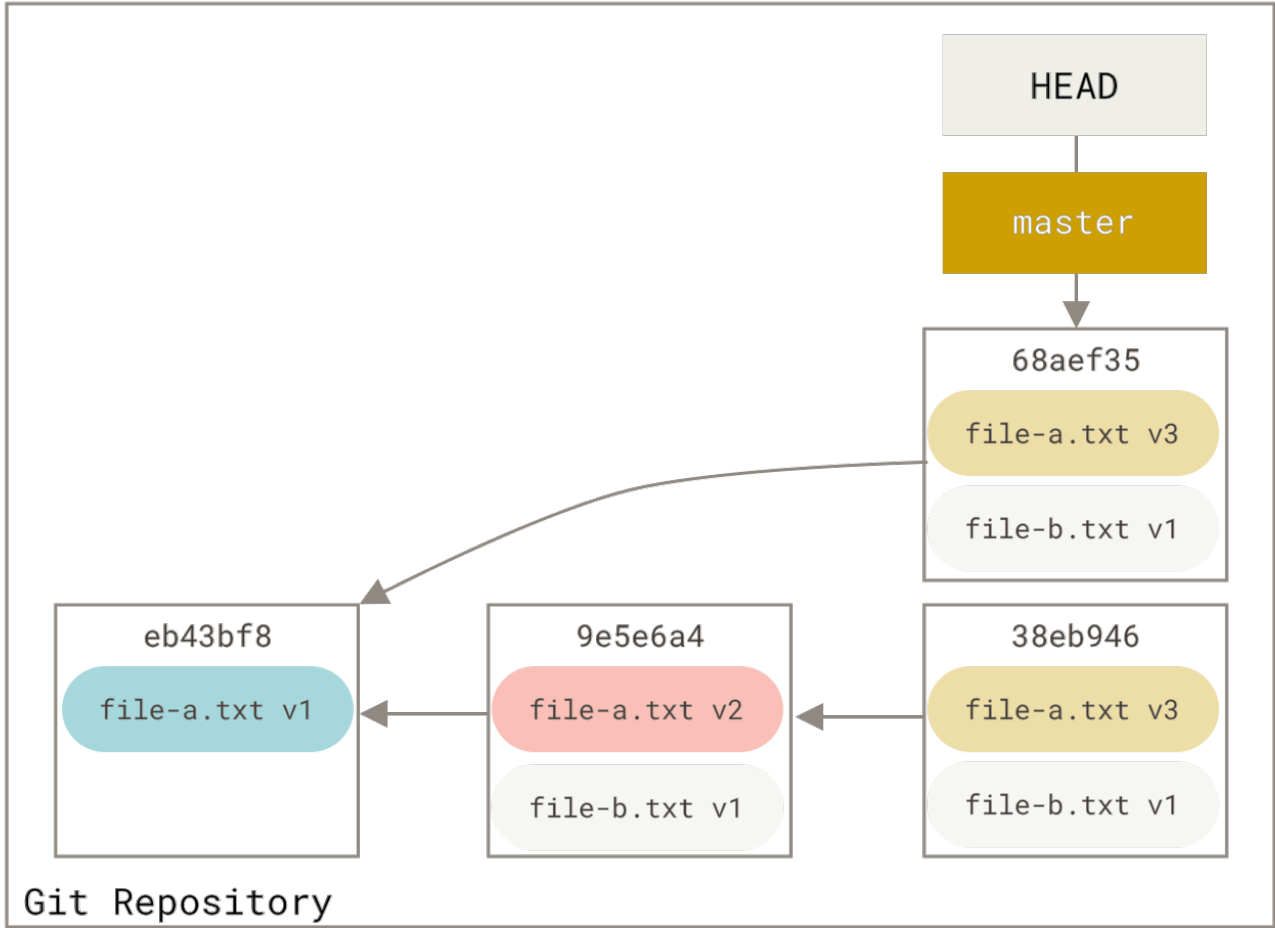 HEAD
master
68aef35
file-a.txt v3
file-b.txt v1
eb43bf8
file-a.txt v1
9e5e6a4
file-a.txt v2
file-b.txt v1
38eb946
file-a.txt v3
file-b.txt v1
Git Repository